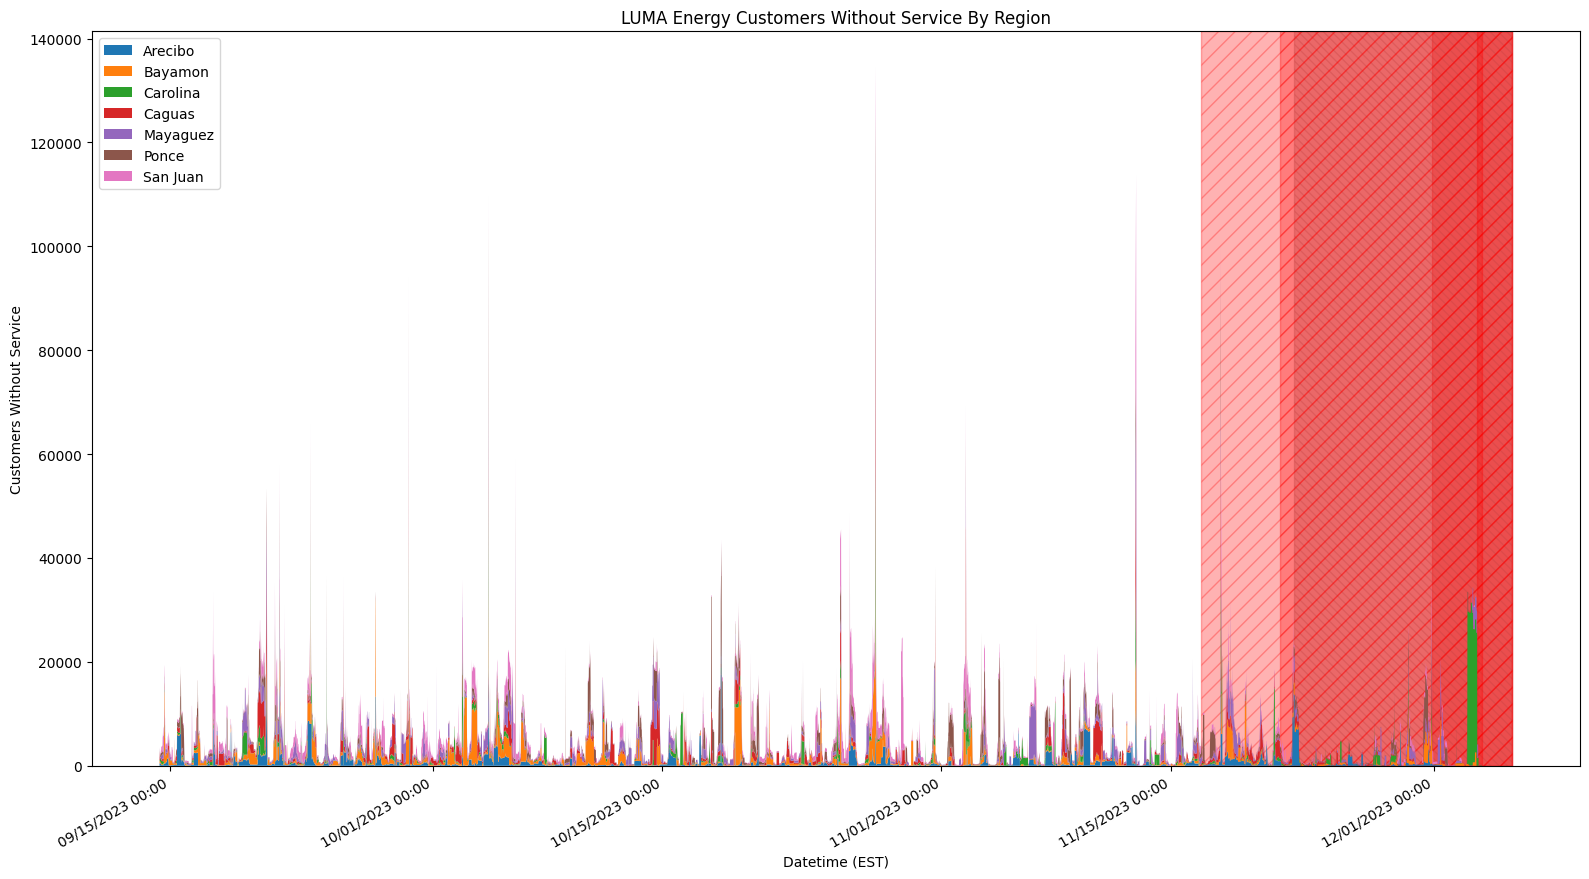 LUMA Energy Customers Without Service By Region
140000
120000
100000
80000
60000
40000
20000
0
Customers Without Service
Arecibo
Bayamon
Carolina
Caguas
Mayaguez
Ponce
San Juan
09/15/2023 00:00
10/01/2023 00:00
10/15/2023 00:00
11/01/2023 00:00
11/15/2023 00:00
12/01/2023 00:00
Datetime (EST)